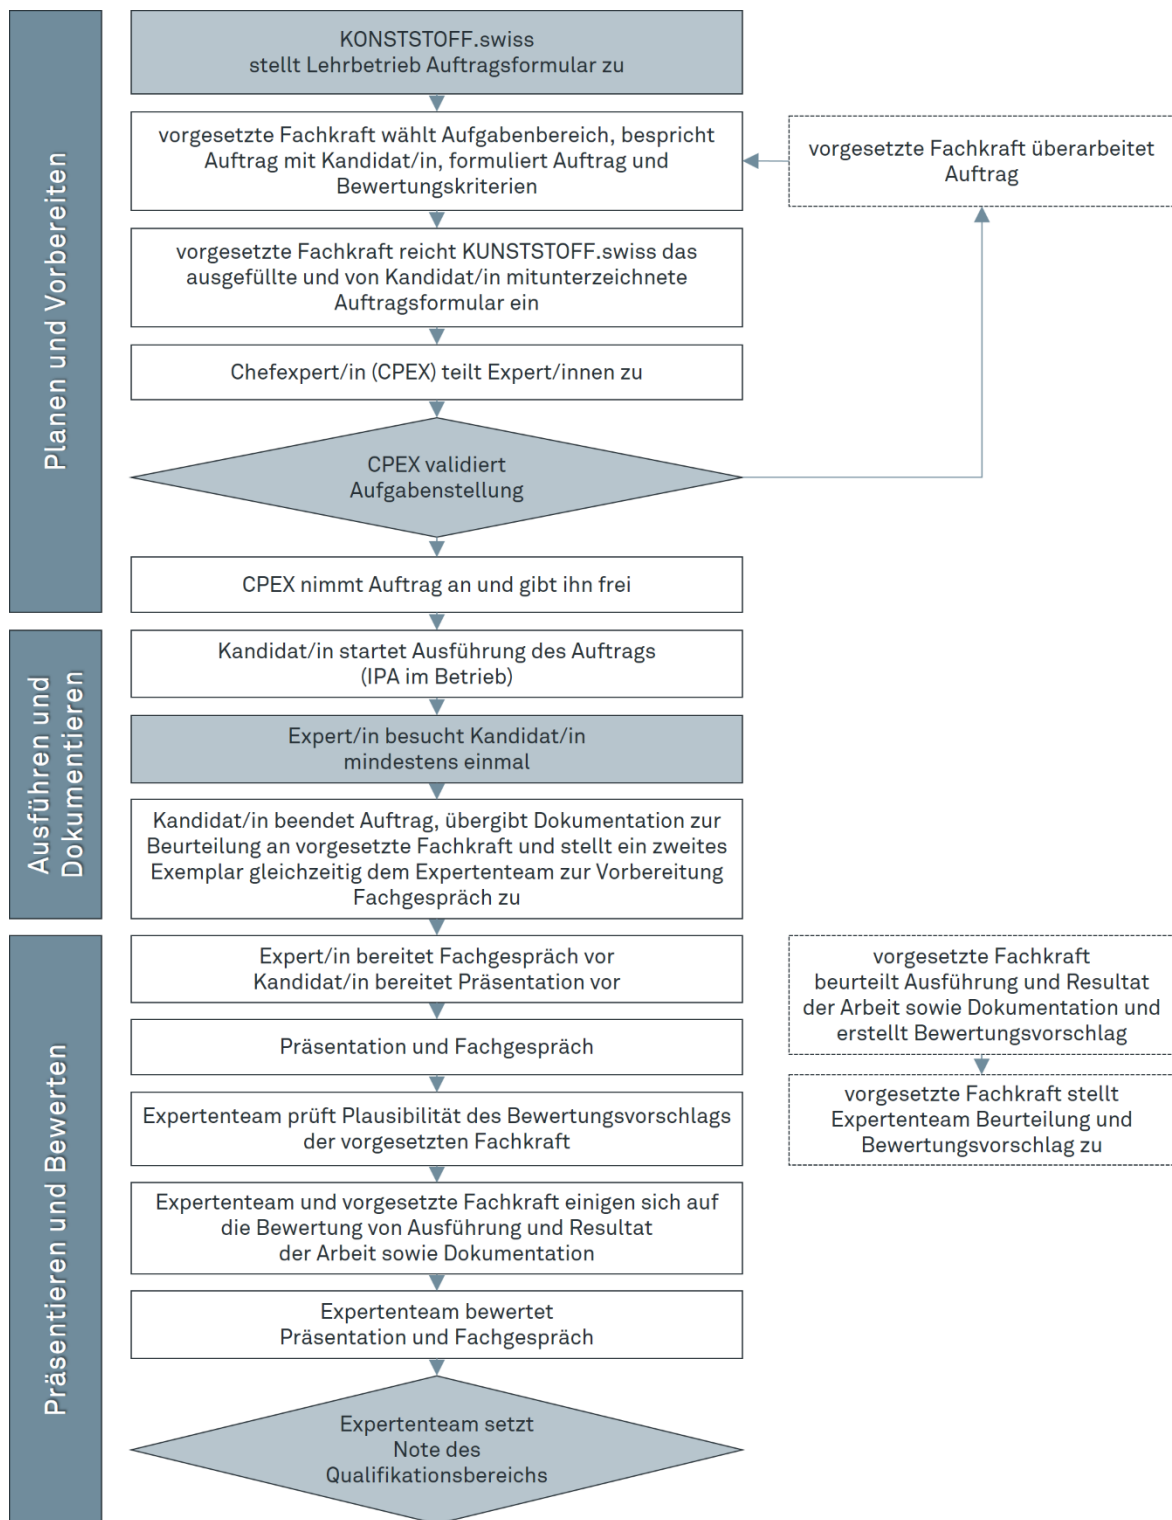 Planen und Vorbereiten
KONSTSTOFF.swiss
stellt Lehrbetrieb Auftragsformular zu
vorgesetzte Fachkraft wählt Aufgabenbereich, bespricht
Auftrag mit Kandidat/in, formuliert Auftrag und
Bewertungskriterien
vorgesetzte Fachkraft überarbeitet
Auftrag
vorgesetzte Fachkraft reicht KUNSTSTOFF.swiss das
ausgefüllte und von Kandidat/in mitunterzeichnete
Auftragsformular ein
Chefexpert/in (CPEX) teilt Expert/innen zu
CPEX validiert
Aufgabenstellung
CPEX nimmt Auftrag an und gibt ihn frei
Ausführen und
Dokumentieren
Kandidat/in startet Ausführung des Auftrags
(IPA im Betrieb)
Expert/in besucht Kandidat/in
mindestens einmal
Kandidat/in beendet Auftrag, übergibt Dokumentation zur
Beurteilung an vorgesetzte Fachkraft und stellt ein zweites
Exemplar gleichzeitig dem Expertenteam zur Vorbereitung
Fachgespräch zu
Präsentieren und Bewerten
Expert/in bereitet Fachgespräch vor
Kandidat/in bereitet Präsentation vor
vorgesetzte Fachkraft
beurteilt Ausführung und Resultat
der Arbeit sowie Dokumentation und
erstellt Bewertungsvorschlag
Präsentation und Fachgespräch
vorgesetzte Fachkraft stellt
Expertenteam Beurteilung und
Bewertungsvorschlag zu
Expertenteam prüft Plausibilität des Bewertungsvorschlags
der vorgesetzten Fachkraft
Expertenteam und vorgesetzte Fachkraft einigen sich auf
die Bewertung von Ausführung und Resultat
der Arbeit sowie Dokumentation
Expertenteam bewertet
Präsentation und Fachgespräch
Expertenteam setzt
Note des
Qualifikationsbereichs